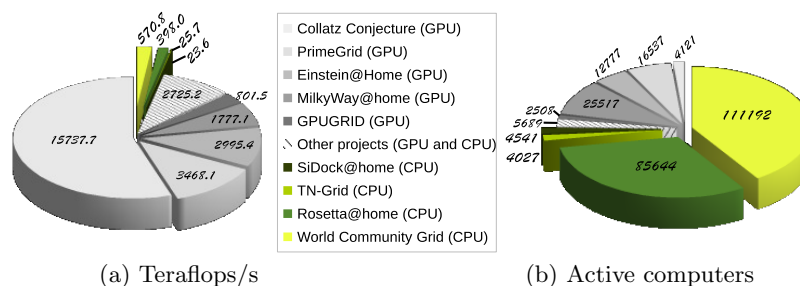 570.8
398.0
25.7
23.6
2725.2
801.5
1777.1
2995.4
3468.1
15737.7
Collatz Conjecture (GPU)
PrimeGrid (GPU)
Einstein@Home (GPU)
MilkyWay@home (GPU)
GPUGRID (GPU)
Other projects (GPU and CPU)
SiDock@home (CPU)
TN-Grid (CPU)
Rosetta@home (CPU)
World Community Grid (CPU)
4121
16537
12777
25517
2508
5689
4541
4027
85644
111192
(a) Teraflops/s
(b) Active computers